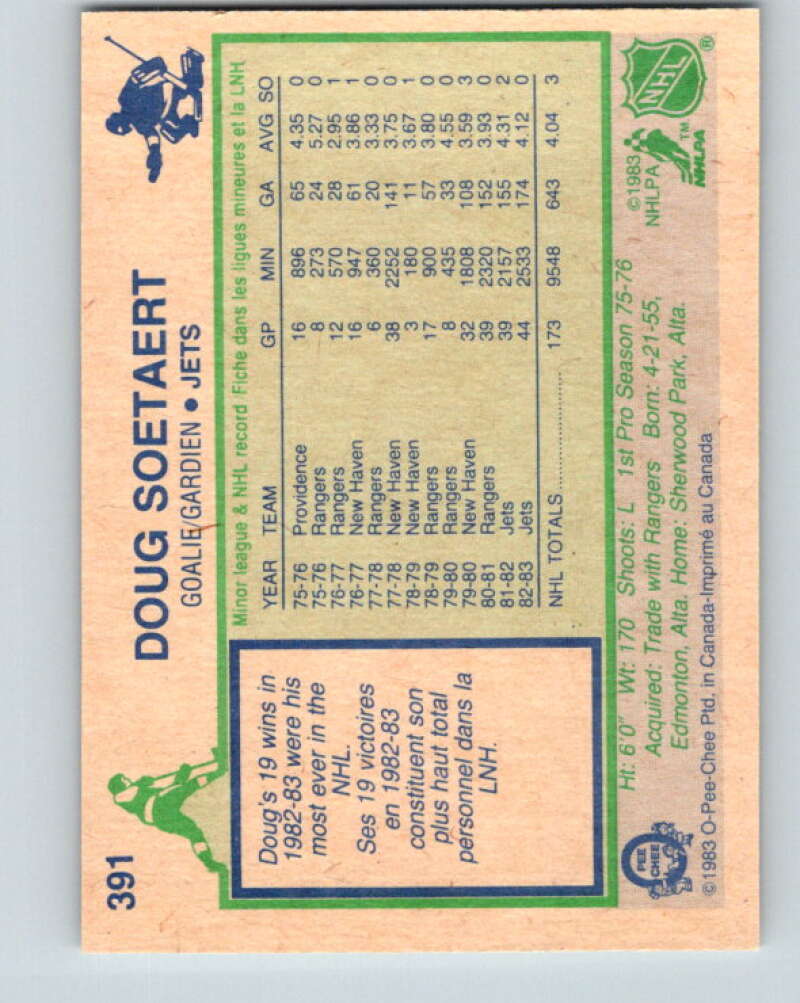 391
DOUG SOETAERT
GOALIE/GARDIEN • JETS
Doug's 19 wins in
1982-83 were his
most ever in the
NHL.
Ses 19 victoires
en 1982-83
constituent son
plus haut total
personnel dans la
LNH.
Minor league & NHL record Fiche dans les ligues mineures et la LNH
YEAR TEAM GP MIN GA AVG SO
75-76 Providence 16 896 65 4.35 0
75-76 Rangers 8 273 24 5.27 0
76-77 Rangers 12 570 28 2.95 1
76-77 New Haven 16 947 61 3.86 1
77-78 Rangers 6 360 20 3.33 0
77-78 New Haven 38 2252 141 3.75 0
78-79 New Haven 3 180 11 3.67 1
78-79 Rangers 17 900 57 3.80 0
79-80 Rangers 8 435 33 4.55 0
79-80 New Haven 32 1808 108 3.59 3
80-81 Rangers 39 2320 152 3.93 0
81-82 Jets 39 2157 155 4.31 2
82-83 Jets 44 2533 174 4.12 0
NHL TOTALS 173 9548 643 4.04 3
Ht: 6'0" Wt: 170 Shoots: L 1st Pro Season 75-76
Acquired: Trade with Rangers Born: 4-21-55,
Edmonton, Alta. Home: Sherwood Park, Alta.
©1983
NHLPA
NHLPA™
NHL®
O
PEE
CHEE
©1983 O-Pee-Chee Ptd. in Canada-Imprimé au Canada